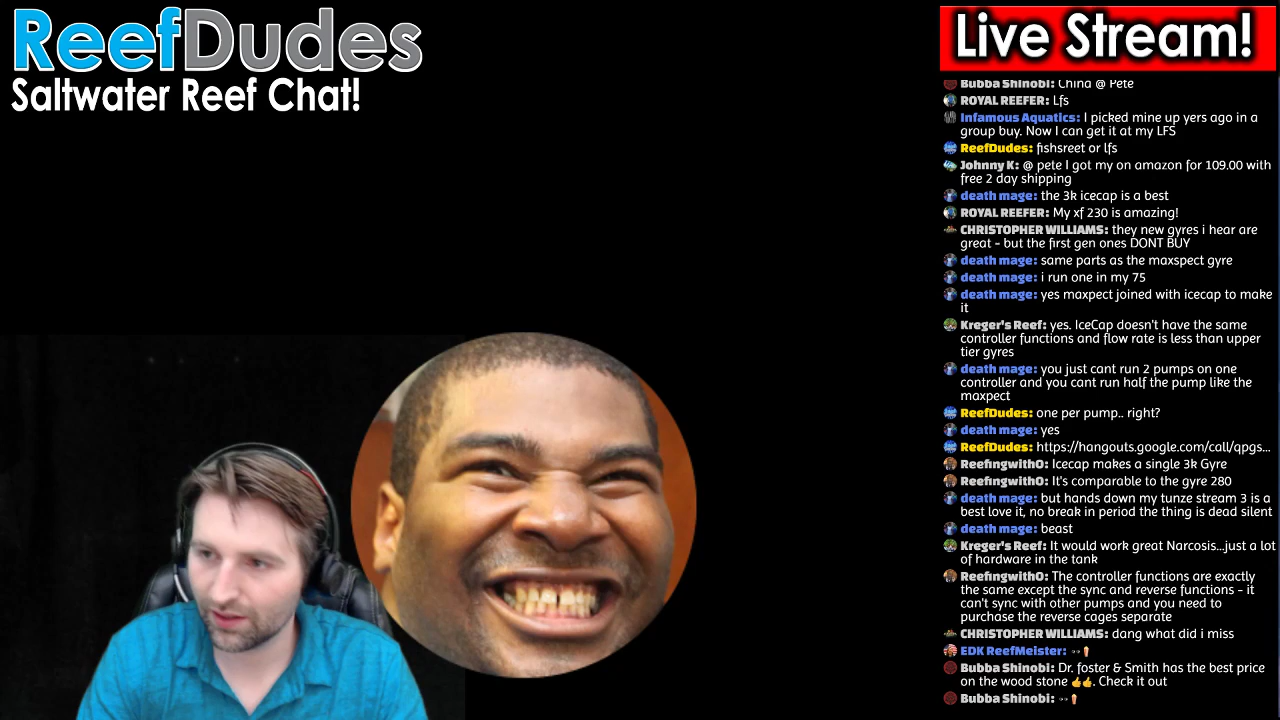 ReefDudes
Saltwater Reef Chat!
Live Stream!
Bubba Shinobi: China @ Pete
ROYAL REEFER: Lfs
Infamous Aquatics: I picked mine up yers ago in a
group buy. Now I can get it at my LFS
ReefDudes: fishsreet or lfs
Johnny K: @ pete I got my on amazon for 109.00 with
free 2 day shipping
death mage: the 3k icecap is a best
ROYAL REEFER: My xf 230 is amazing!
CHRISTOPHER WILLIAMS: they new gyres i hear are
great - but the first gen ones DONT BUY
death mage: same parts as the maxspect gyre
death mage: i run one in my 75
death mage: yes maxpect joined with icecap to make
it
Kreger's Reef: yes. IceCap doesn't have the same
controller functions and flow rate is less than upper
tier gyres
death mage: you just cant run 2 pumps on one
controller and you cant run half the pump like the
maxpect
ReefDudes: one per pump.. right?
death mage: yes
ReefDudes: https://hangouts.google.com/call/qpgs...
ReefingwithO: Icecap makes a single 3k Gyre
ReefingwithO: It's comparable to the gyre 280
death mage: but hands down my tunze stream 3 is a
best love it, no break in period the thing is dead silent
death mage: beast
Kreger's Reef: It would work great Narcosis...just a lot
of hardware in the tank
ReefingwithO: The controller functions are exactly
the same except the sync and reverse functions - it
can't sync with other pumps and you need to
purchase the reverse cages separate
CHRISTOPHER WILLIAMS: dang what did i miss
EDK ReefMeister: 👀🍺
Bubba Shinobi: Dr. foster & Smith has the best price
on the wood stone 👍👍. Check it out
Bubba Shinobi: 👀🍺